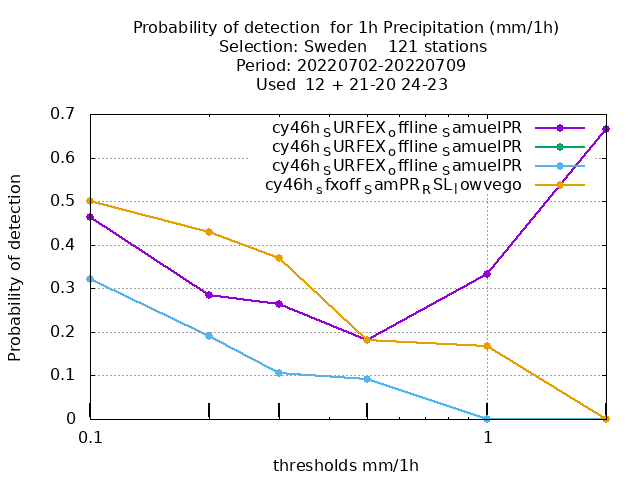 Probability of detection  for 1h Precipitation (mm/1h)
Selection: Sweden    121 stations
Period: 20220702-20220709
Used  12 + 21-20 24-23
cy46h_SURFEX_offline_SamuelPR
cy46h_SURFEX_offline_SamuelPR
cy46h_SURFEX_offline_SamuelPR
cy46h_sfxoff_SamPR_RSL_lowvego
Probability of detection
0.7
0.6
0.5
0.4
0.3
0.2
0.1
0
0.1 1
thresholds mm/1h